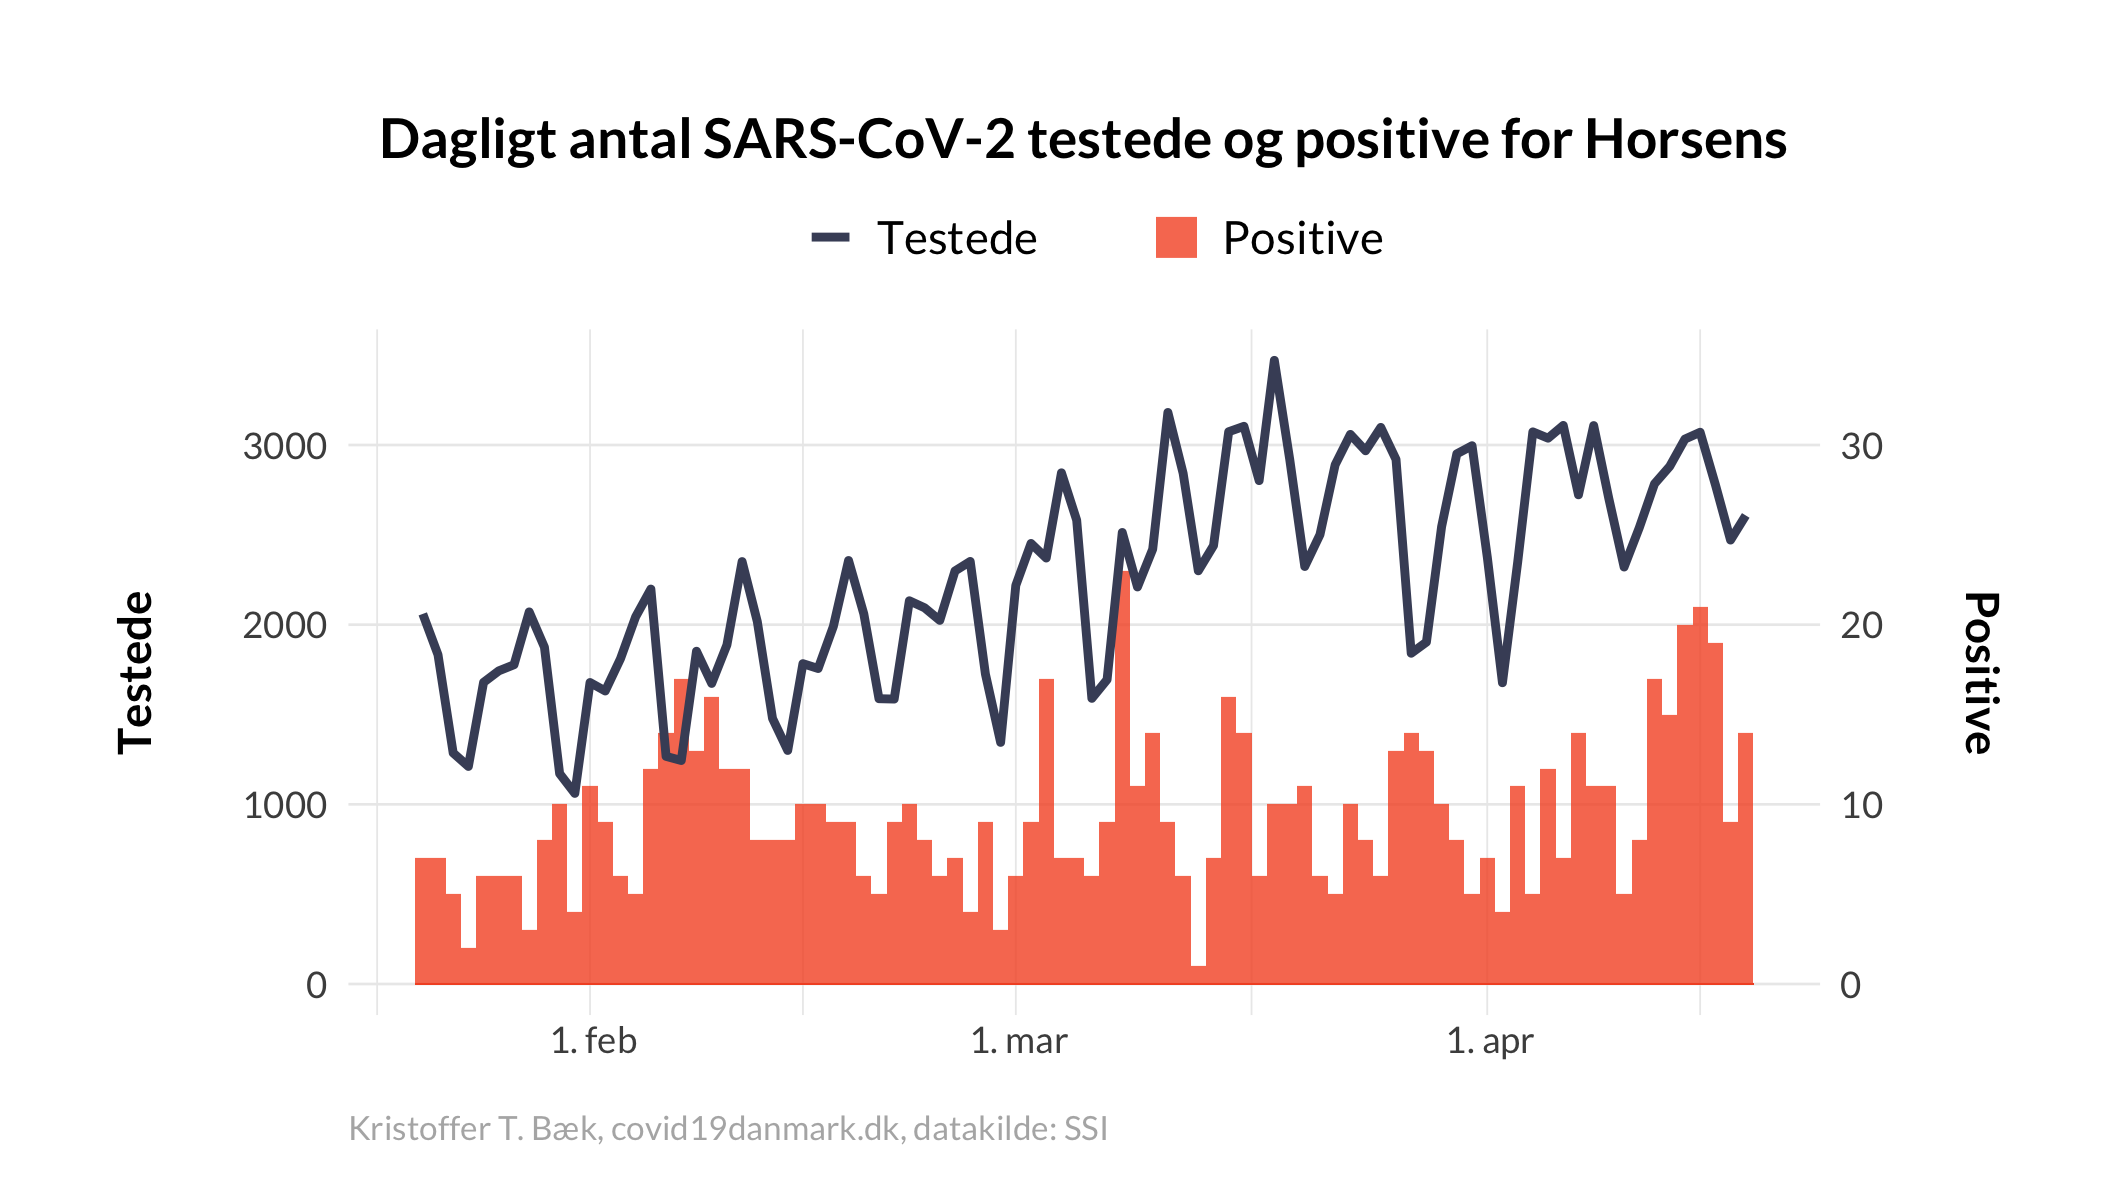 Dagligt antal SARS-CoV-2 testede og positive for Horsens
Testede Positive
3000 30
2000 20
1000 10
0 0
Testede
Positive
1. feb 1. mar 1. apr
Kristoffer T. Bæk, covid19danmark.dk, datakilde: SSI